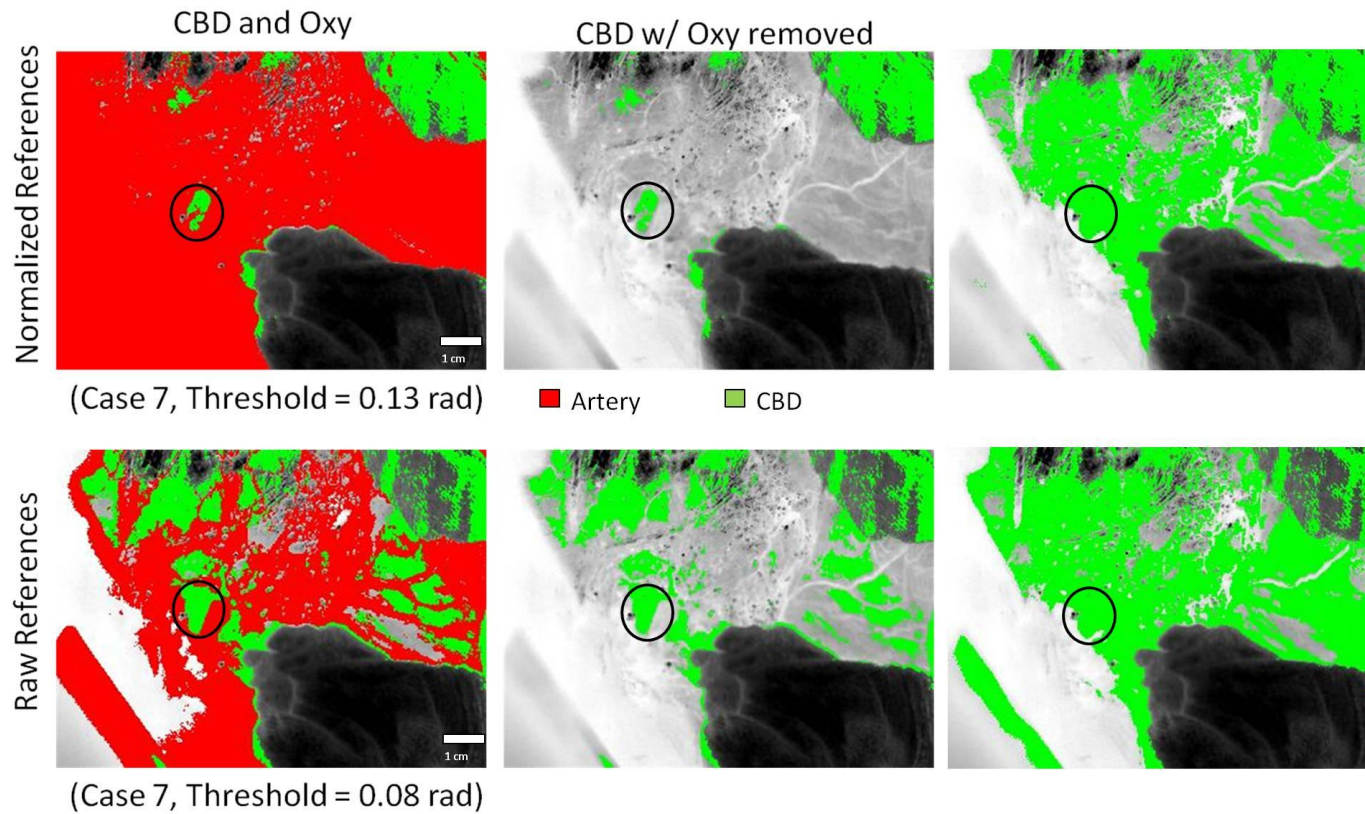 CBD and Oxy
CBD w/ Oxy removed
Normalized References
1 cm
(Case 7, Threshold = 0.13 rad)
Artery
CBD
Raw References
1 cm
(Case 7, Threshold = 0.08 rad)